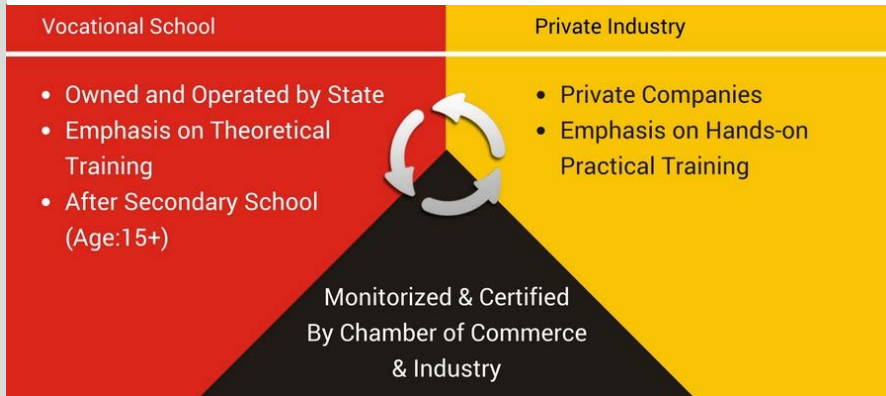 Vocational School
• Owned and Operated by State
• Emphasis on Theoretical
Training
• After Secondary School
(Age:15+)
Private Industry
• Private Companies
• Emphasis on Hands-on
Practical Training
Monitorized & Certified
By Chamber of Commerce
& Industry